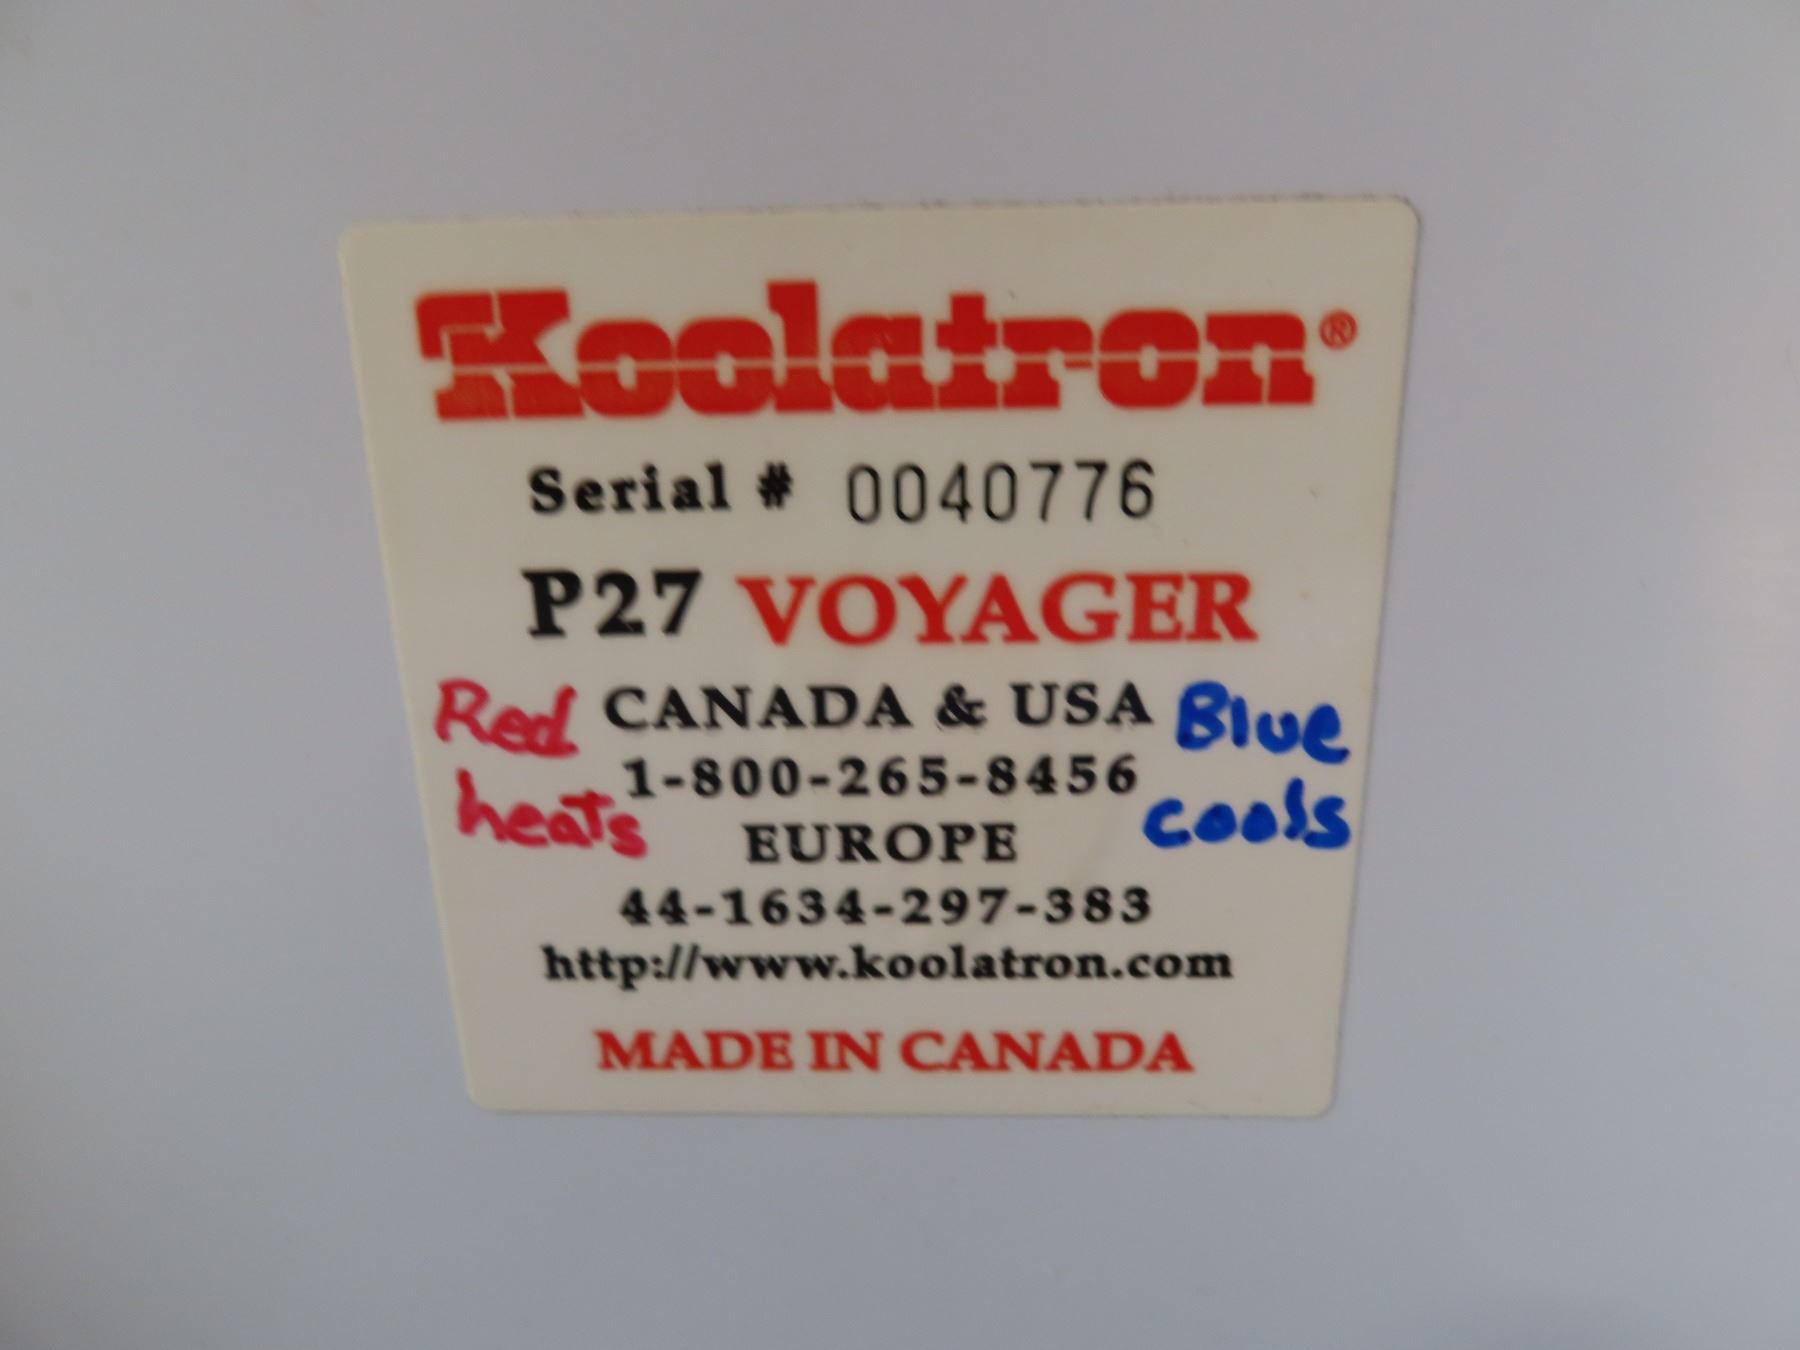 Koolatron®
Serial # 0040776
P27 VOYAGER
Red CANADA & USA Blue
heats 1-800-265-8456 cools
EUROPE
44-1634-297-383
http://www.koolatron.com
MADE IN CANADA